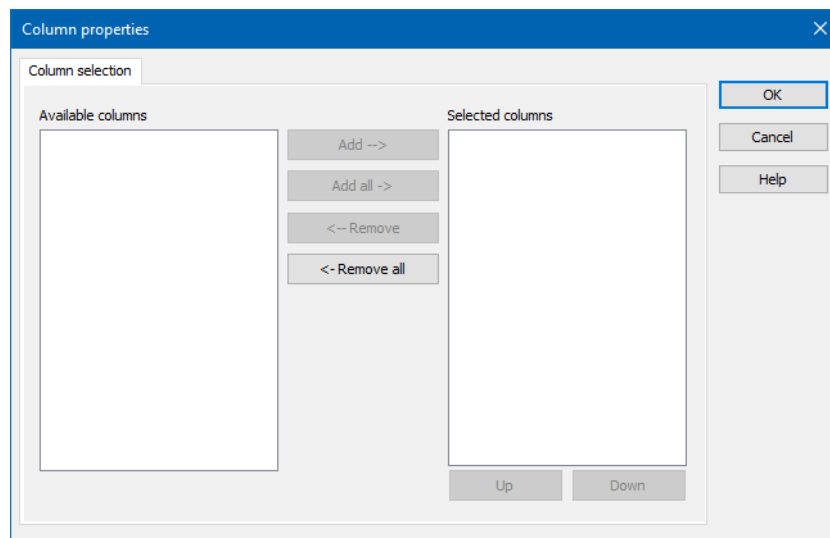 Column properties
Column selection
Available columns
Selected columns
Add -->
Add all ->
<-- Remove
<- Remove all
Up
Down
OK
Cancel
Help